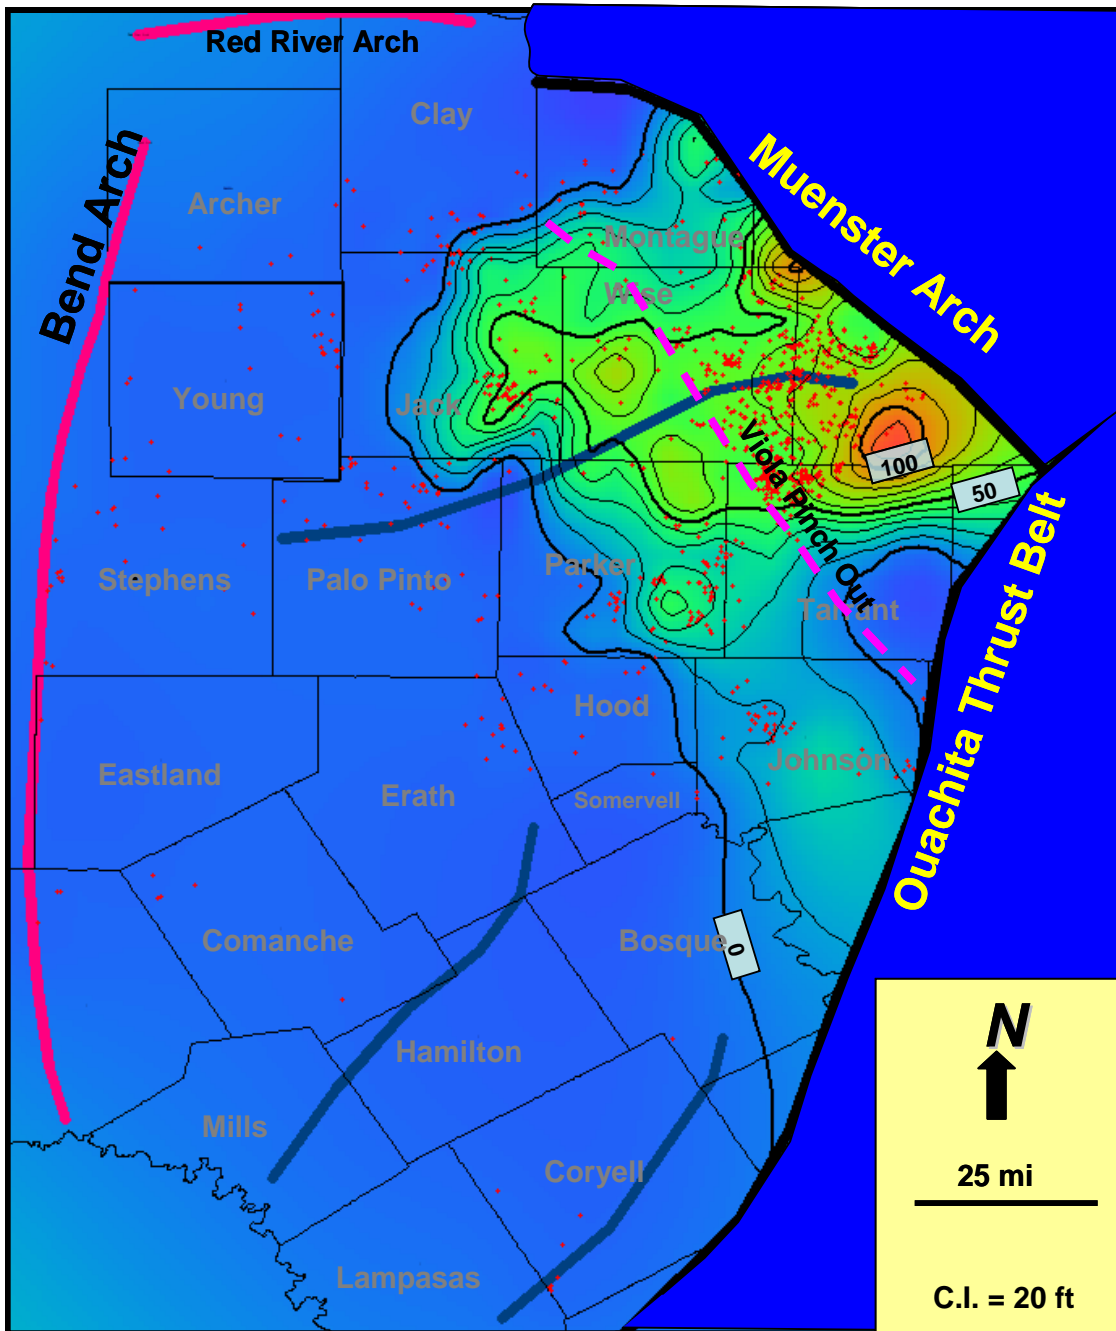 Red River Arch
Clay
Bend Arch
Archer
Muenster Arch
Montague
Wise
Young
Jack
100
50
Viola Pinch Out
Stephens
Palo Pinto
Parker
Tarrant
Ouachita Thrust Belt
Hood
Eastland
Erath
Somervell
Johnson
Comanche
Bosque
0
Hamilton
Mills
Coryell
Lampasas
N
25 mi
C.I. = 20 ft